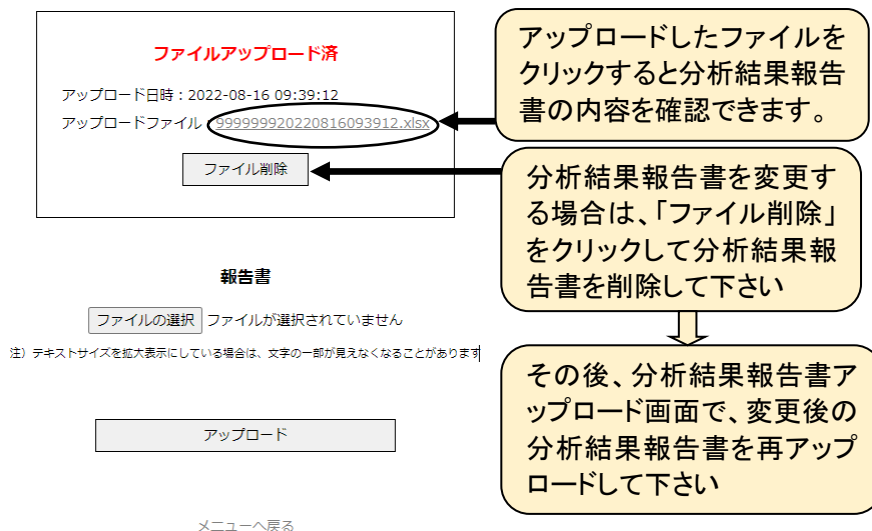 ファイルアップロード済
アップロード日時：2022-08-16 09:39:12
アップロードファイル：999999920220816093912.xlsx
ファイル削除
アップロードしたファイルを
クリックすると分析結果報告
書の内容を確認できます。
分析結果報告書を変更す
る場合は、「ファイル削除」
をクリックして分析結果報
告書を削除して下さい
報告書
ファイルの選択 ファイルが選択されていません
注）テキストサイズを拡大表示にしている場合は、文字の一部が見えなくなることがあります
その後、分析結果報告書ア
ップロード画面で、変更後の
分析結果報告書を再アップ
ロードして下さい
アップロード
メニューへ戻る